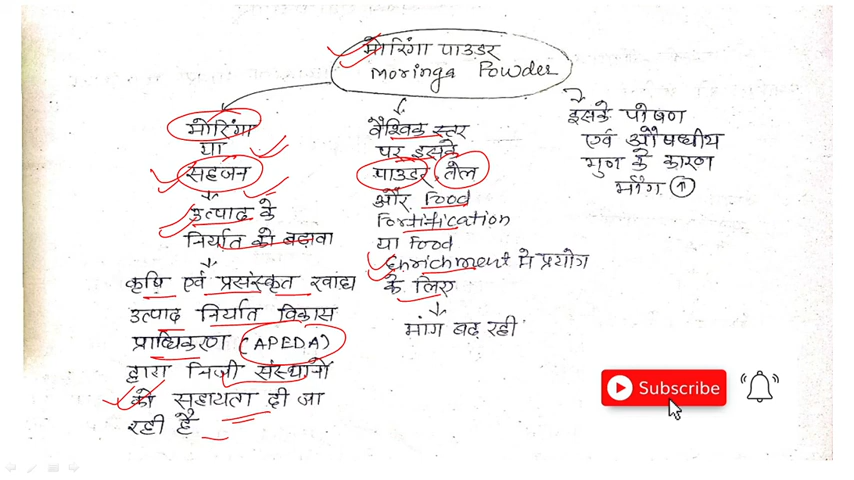 मोरिंगा पाउडर
Moringa Powder
मोरिंगा
या
सहजन
उत्पाद के
निर्यात को बढ़ावा
कृषि एवं प्रसंस्कृत खाद्य
उत्पाद निर्यात विकास
प्राधिकरण (APEDA)
द्वारा निजी संस्थानों
को सहायता दी जा
रही है
वैश्विक स्तर
पर इसके
पाउडर, तेल
और Food
Fortification
या Food
Enrichment मे प्रयोग
के लिए
मांग बढ़ रही
इसके पोषण
एवं औषधीय
गुण के कारण
माँग ↑
Subscribe